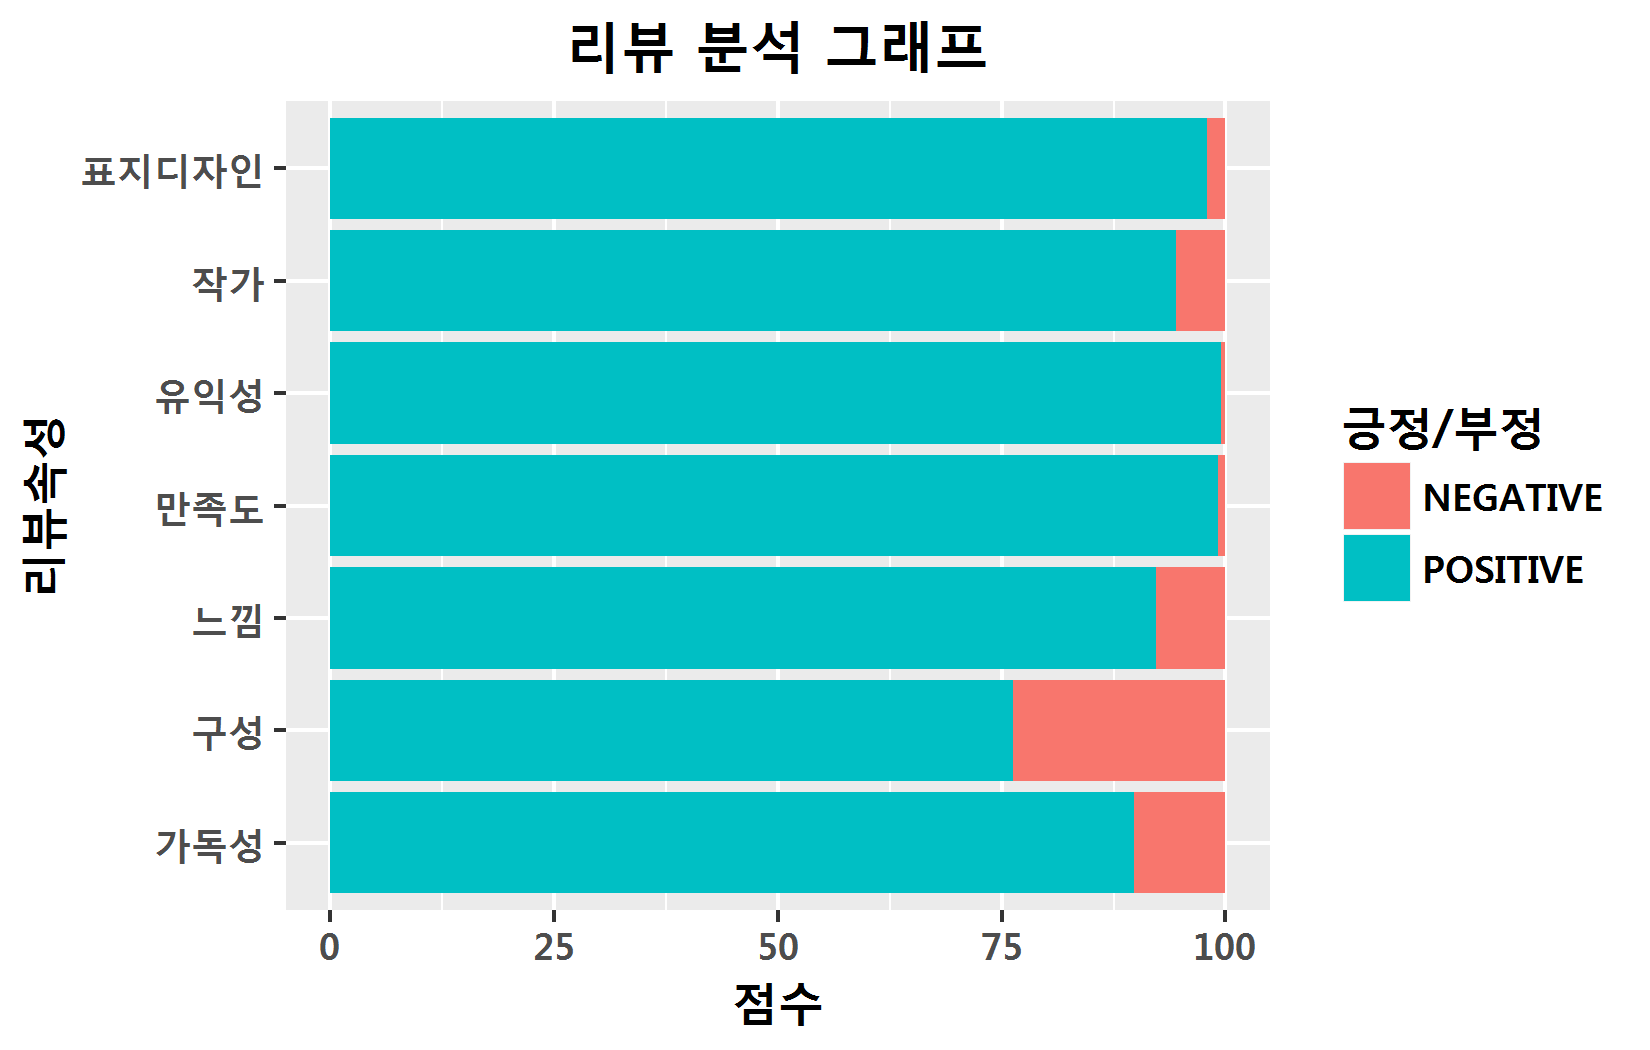 리뷰 분석 그래프
리뷰속성
표지디자인
작가
유익성
만족도
느낌
구성
가독성
0 25 50 75 100
점수
긍정/부정
NEGATIVE
POSITIVE